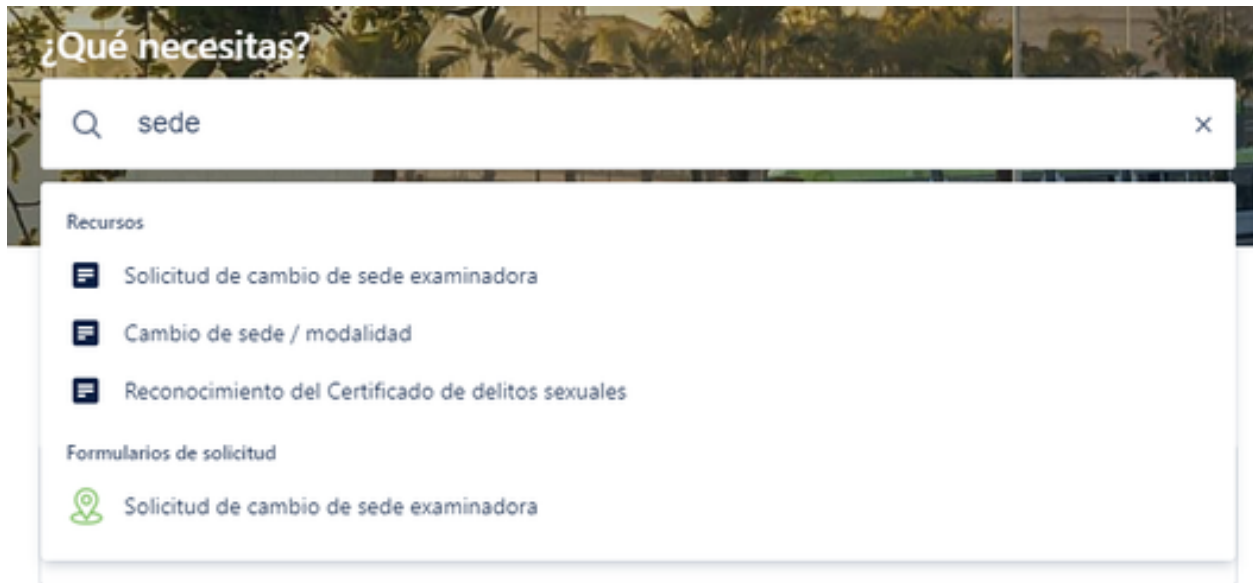 ¿Qué necesitas?
sede
Recursos
Solicitud de cambio de sede examinadora
Cambio de sede / modalidad
Reconocimiento del Certificado de delitos sexuales
Formularios de solicitud
Solicitud de cambio de sede examinadora